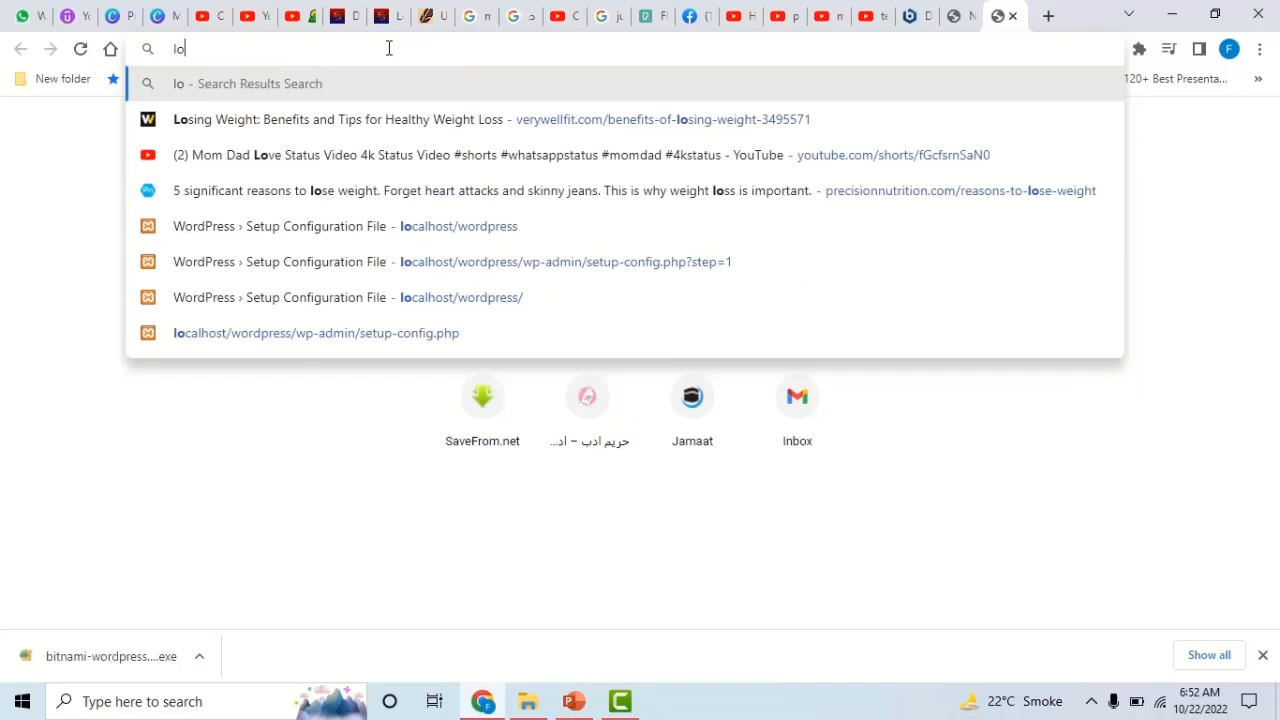 lo
New folder
120+ Best Presenta...
»
lo - Search Results Search
Losing Weight: Benefits and Tips for Healthy Weight Loss - verywellfit.com/benefits-of-losing-weight-3495571
(2) Mom Dad Love Status Video 4k Status Video #shorts #whatsappstatus #momdad #4kstatus - YouTube - youtube.com/shorts/fGcfsrnSaN0
5 significant reasons to lose weight. Forget heart attacks and skinny jeans. This is why weight loss is important. - precisionnutrition.com/reasons-to-lose-weight
WordPress › Setup Configuration File - localhost/wordpress
WordPress › Setup Configuration File - localhost/wordpress/wp-admin/setup-config.php?step=1
WordPress › Setup Configuration File - localhost/wordpress/
localhost/wordpress/wp-admin/setup-config.php
SaveFrom.net
حريم ادب – اد...
Jamaat
Inbox
bitnami-wordpress....exe
Show all
Type here to search
22°C Smoke
6:52 AM
10/22/2022